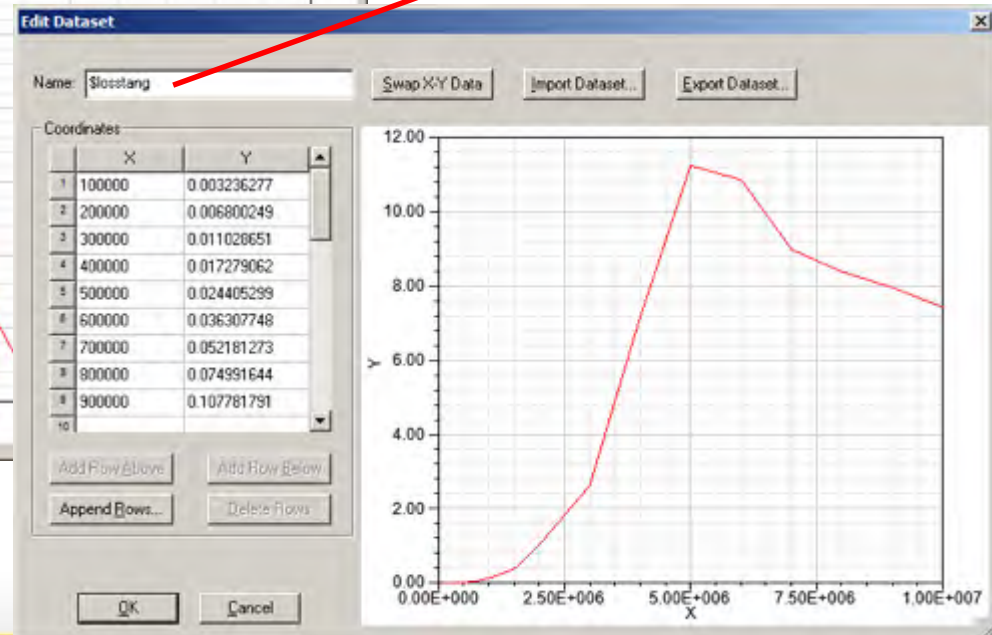 Edit Dataset
Name: $losstang
Swap X-Y Data
Import Dataset...
Export Dataset...
Coordinates
X Y
1 100000 0.003236277
2 200000 0.006800249
3 300000 0.011028651
4 400000 0.017279062
5 500000 0.024405299
6 600000 0.036307748
7 700000 0.052181273
8 800000 0.074991644
9 900000 0.107781791
10
Add Row Above
Add Row Below
Append Rows...
Delete Rows
OK
Cancel
12.00
10.00
8.00
6.00
4.00
2.00
0.00
Y
0.00E+000 2.50E+006 5.00E+006 7.50E+006 1.00E+007
X